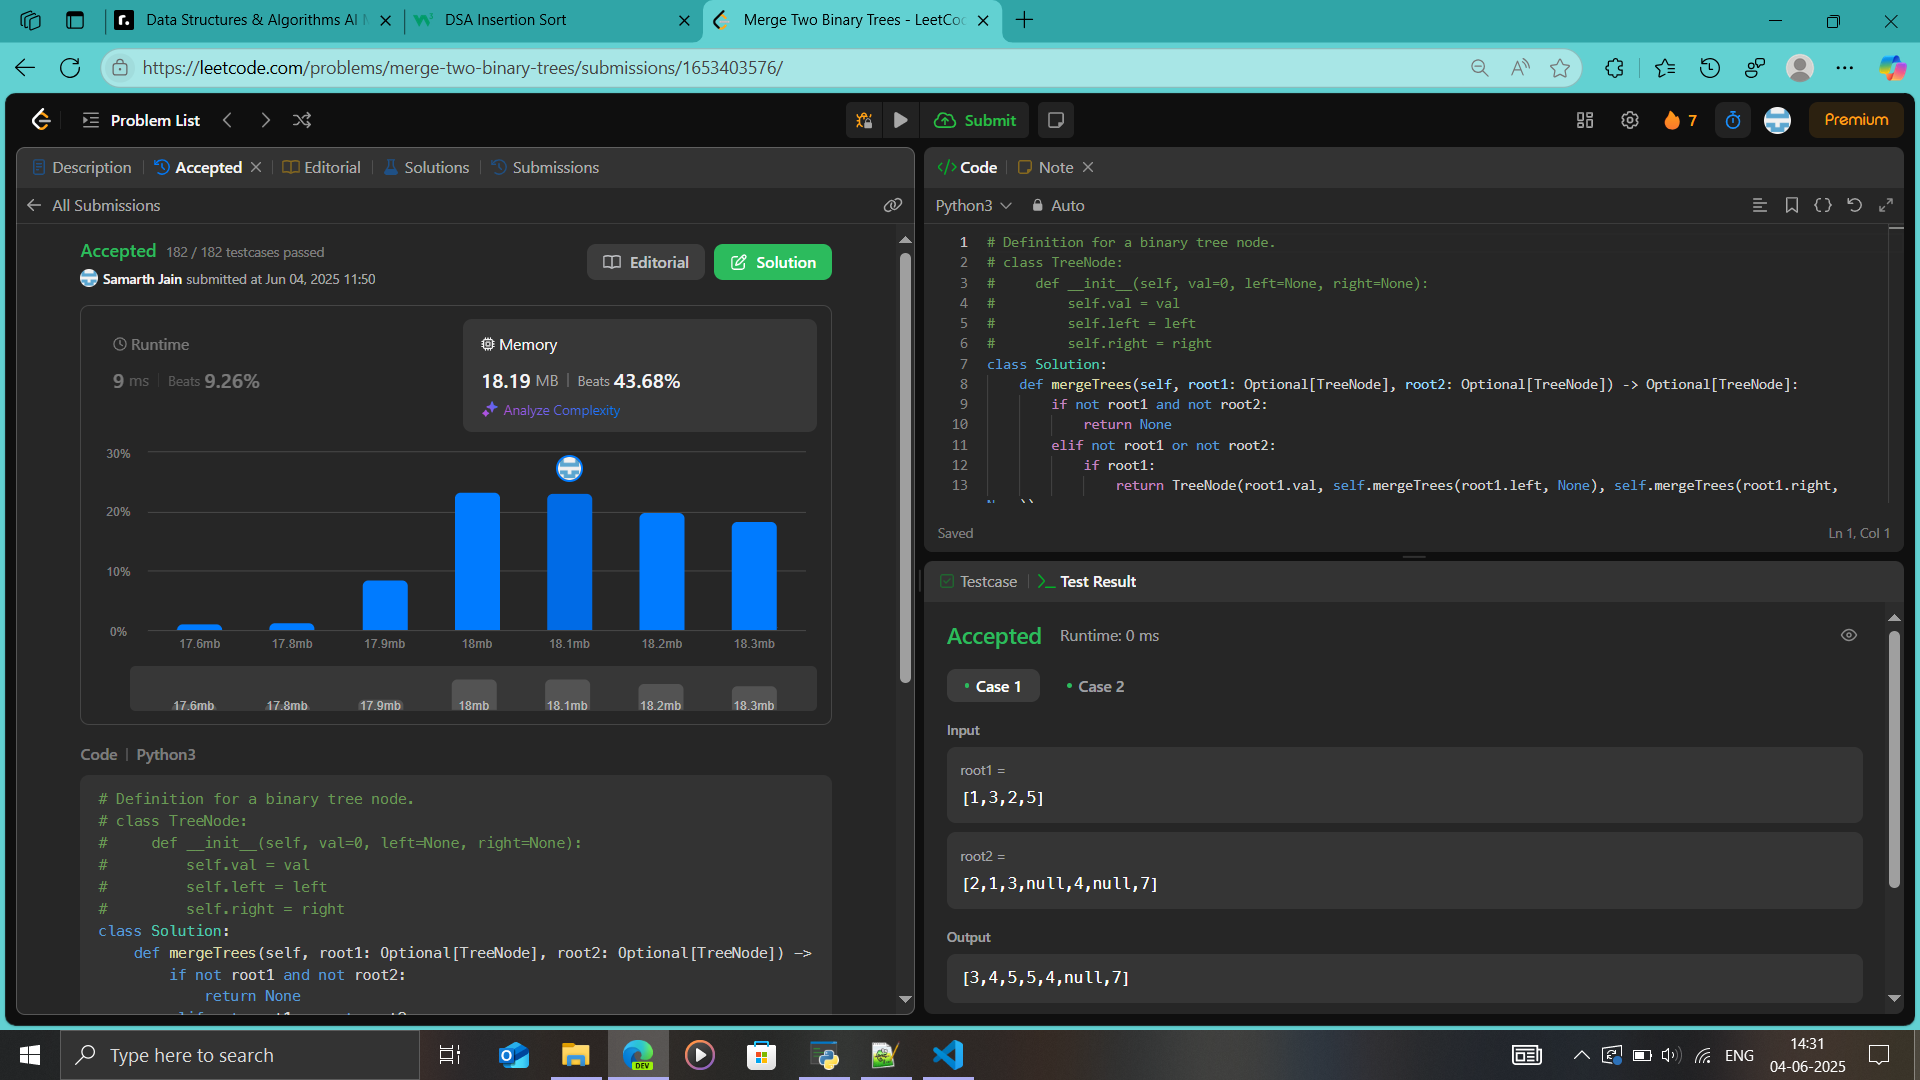 Data Structures & Algorithms AI
DSA Insertion Sort
Merge Two Binary Trees - LeetCo
https://leetcode.com/problems/merge-two-binary-trees/submissions/1653403576/
Problem List
Submit
7
Premium
Description
Accepted
Editorial
Solutions
Submissions
All Submissions
Accepted 182 / 182 testcases passed
Samarth Jain submitted at Jun 04, 2025 11:50
Editorial
Solution
Runtime
9 ms | Beats 9.26%
Memory
18.19 MB | Beats 43.68%
Analyze Complexity
30%
20%
10%
0%
17.6mb 17.8mb 17.9mb 18mb 18.1mb 18.2mb 18.3mb
17.6mb 17.8mb 17.9mb 18mb 18.1mb 18.2mb 18.3mb
Code | Python3
# Definition for a binary tree node.
# class TreeNode:
#     def __init__(self, val=0, left=None, right=None):
#         self.val = val
#         self.left = left
#         self.right = right
class Solution:
    def mergeTrees(self, root1: Optional[TreeNode], root2: Optional[TreeNode]) ->
        if not root1 and not root2:
            return None
Code
Note
Python3
Auto
1 # Definition for a binary tree node.
2 # class TreeNode:
3 #     def __init__(self, val=0, left=None, right=None):
4 #         self.val = val
5 #         self.left = left
6 #         self.right = right
7 class Solution:
8     def mergeTrees(self, root1: Optional[TreeNode], root2: Optional[TreeNode]) -> Optional[TreeNode]:
9         if not root1 and not root2:
10             return None
11         elif not root1 or not root2:
12             if root1:
13                 return TreeNode(root1.val, self.mergeTrees(root1.left, None), self.mergeTrees(root1.right,
Saved
Ln 1, Col 1
Testcase
Test Result
Accepted Runtime: 0 ms
Case 1
Case 2
Input
root1 =
[1,3,2,5]
root2 =
[2,1,3,null,4,null,7]
Output
[3,4,5,5,4,null,7]
Type here to search
DEV
ENG
14:31
04-06-2025